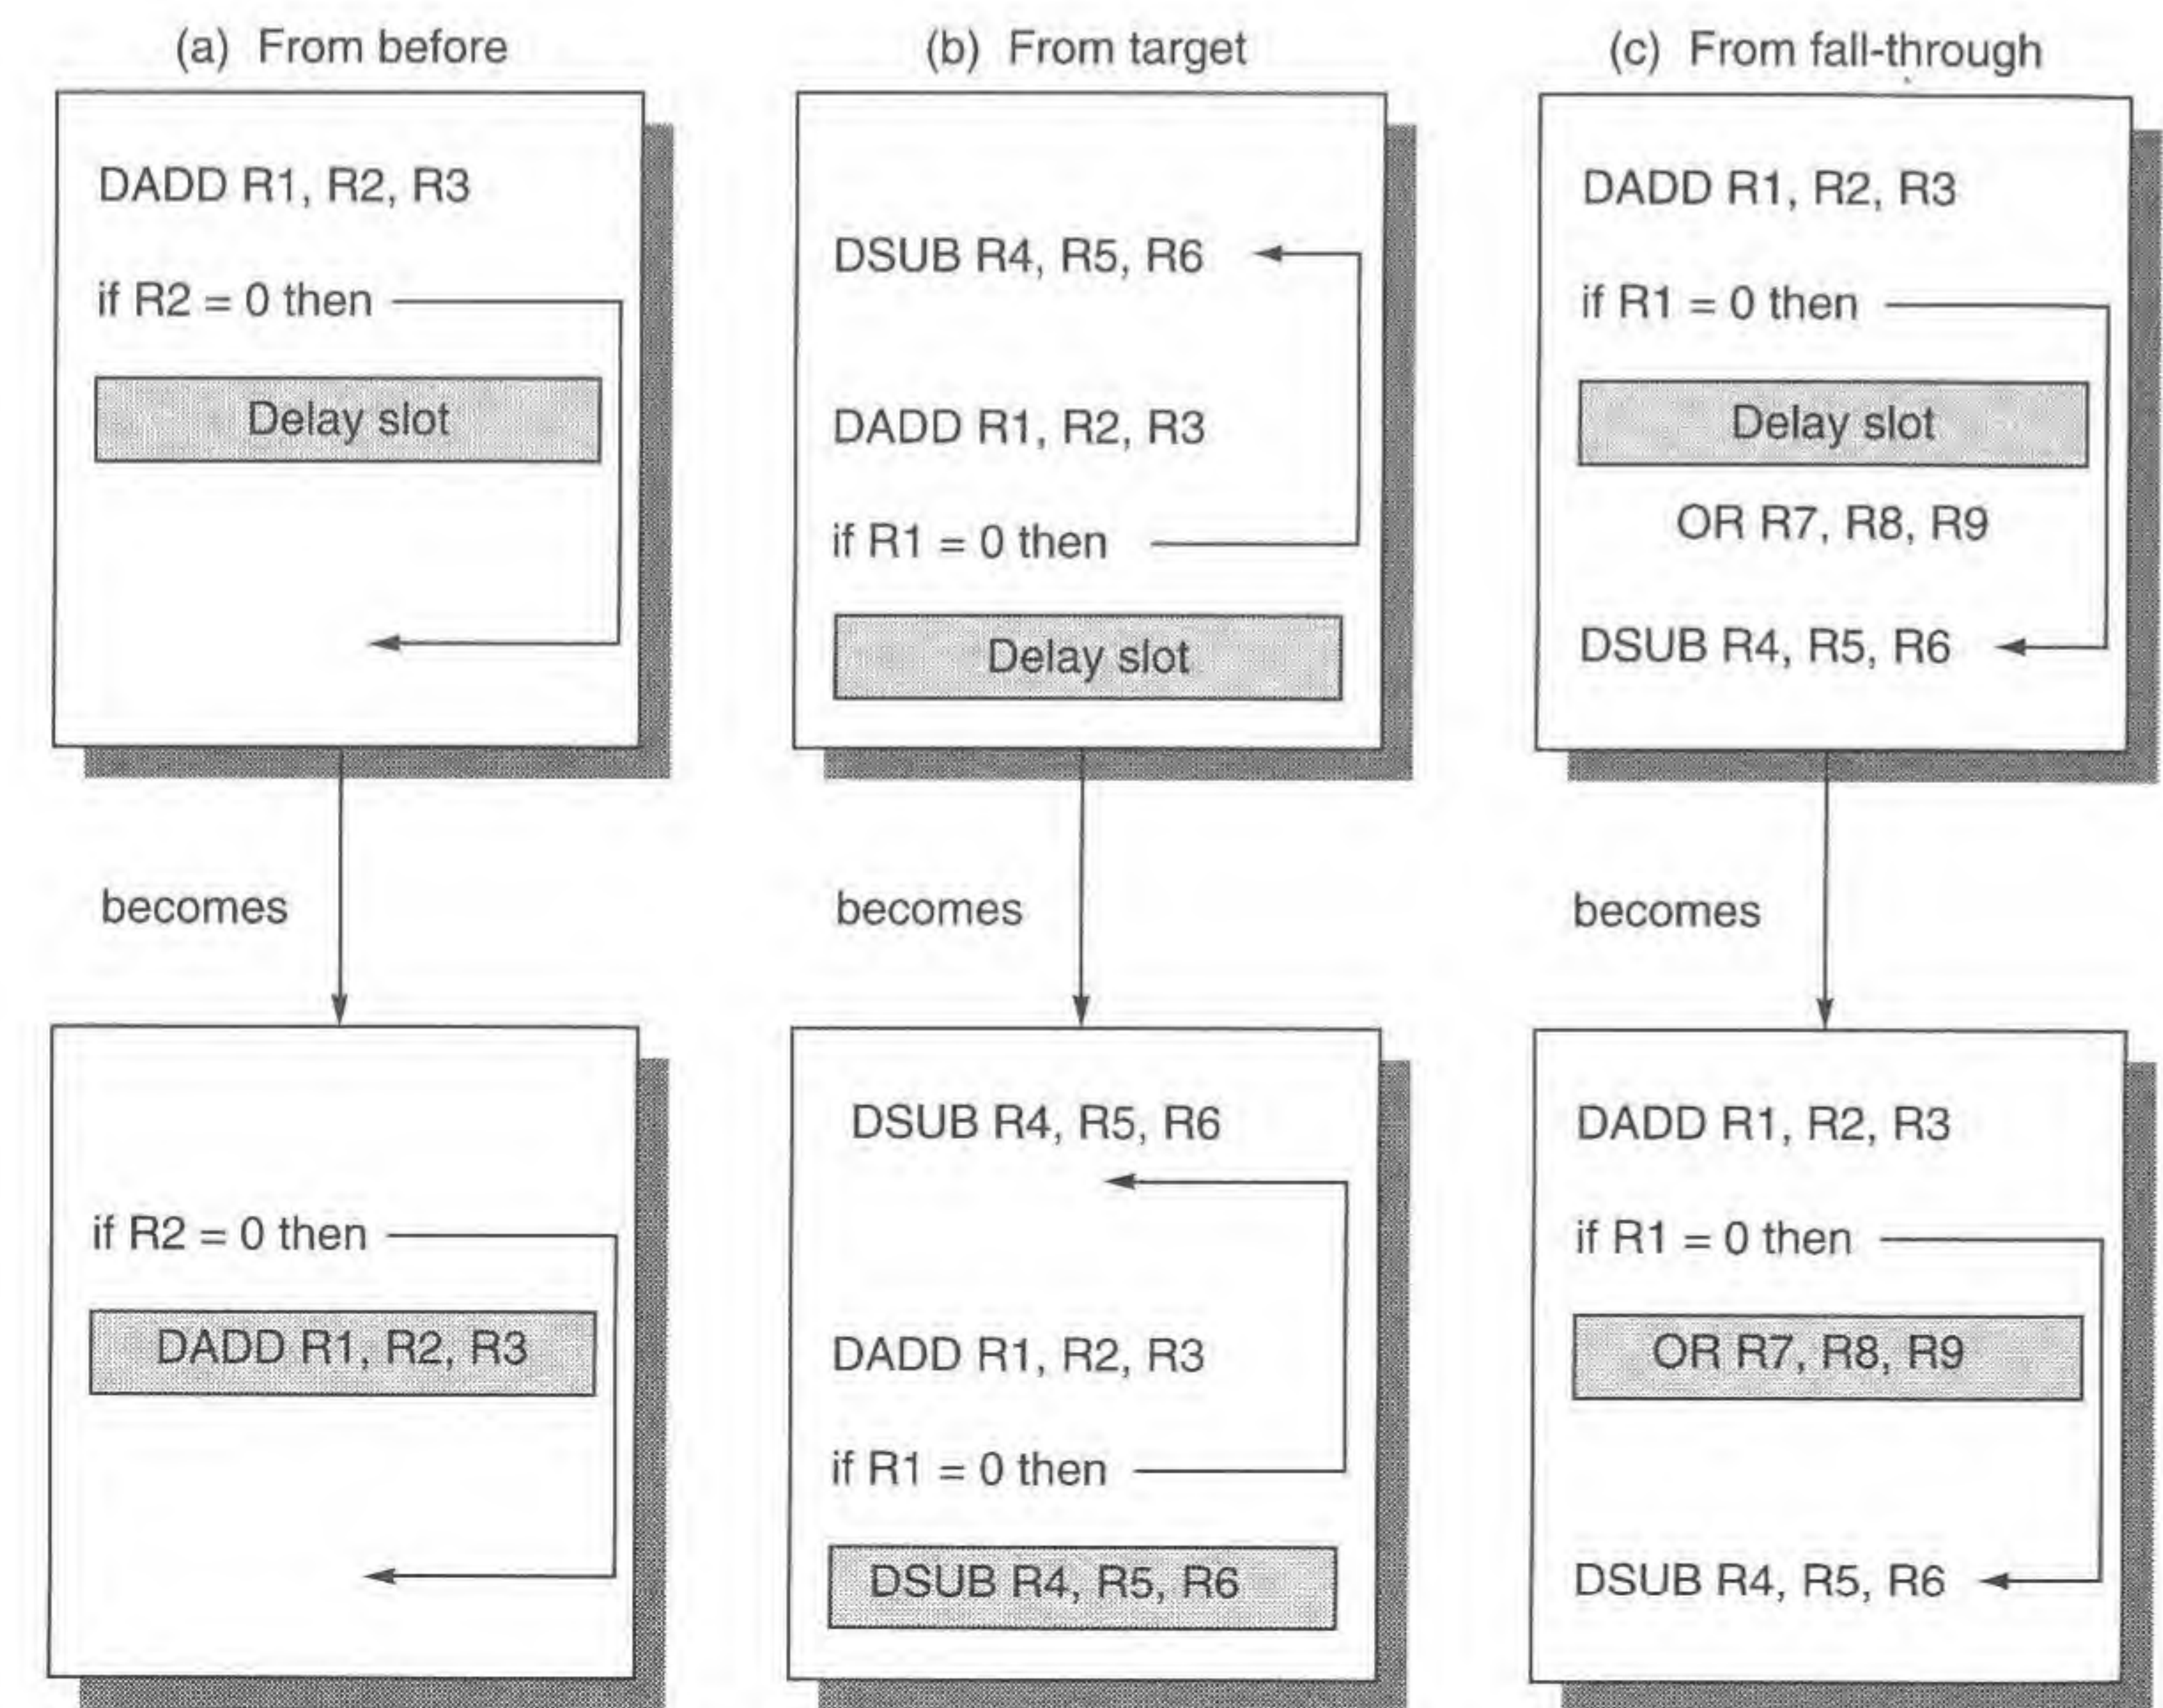 (a) From before
DADD R1, R2, R3
if R2 = 0 then
Delay slot
becomes
if R2 = 0 then
DADD R1, R2, R3
(b) From target
DSUB R4, R5, R6
DADD R1, R2, R3
if R1 = 0 then
Delay slot
becomes
DSUB R4, R5, R6
DADD R1, R2, R3
if R1 = 0 then
DSUB R4, R5, R6
(c) From fall-through
DADD R1, R2, R3
if R1 = 0 then
Delay slot
OR R7, R8, R9
DSUB R4, R5, R6
becomes
DADD R1, R2, R3
if R1 = 0 then
OR R7, R8, R9
DSUB R4, R5, R6